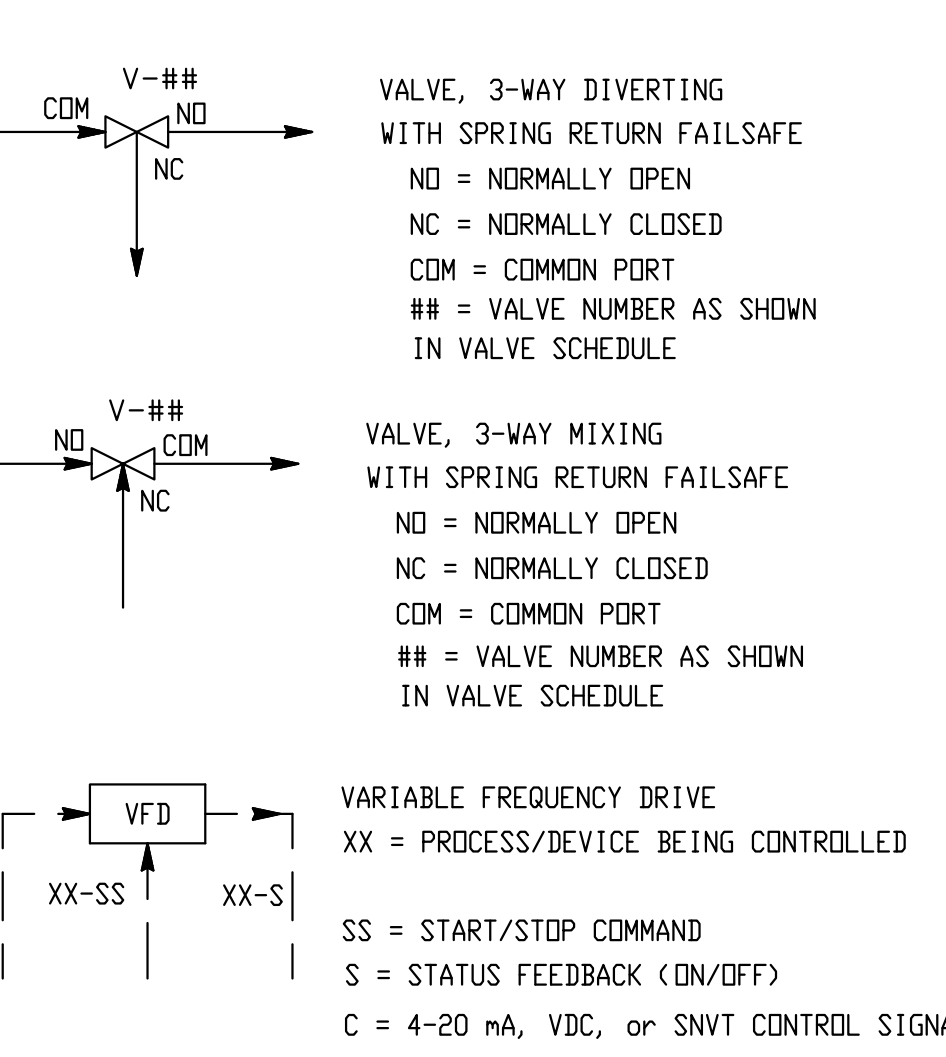 V-##
COM NO
NC
VALVE, 3-WAY DIVERTING
WITH SPRING RETURN FAILSAFE
NO = NORMALLY OPEN
NC = NORMALLY CLOSED
COM = COMMON PORT
## = VALVE NUMBER AS SHOWN
IN VALVE SCHEDULE
V-##
NO COM
NC
VALVE, 3-WAY MIXING
WITH SPRING RETURN FAILSAFE
NO = NORMALLY OPEN
NC = NORMALLY CLOSED
COM = COMMON PORT
## = VALVE NUMBER AS SHOWN
IN VALVE SCHEDULE
VFD
XX-SS XX-S
VARIABLE FREQUENCY DRIVE
XX = PROCESS/DEVICE BEING CONTROLLED
SS = START/STOP COMMAND
S = STATUS FEEDBACK (ON/OFF)
C = 4-20 mA, VDC, or SNVT CONTROL